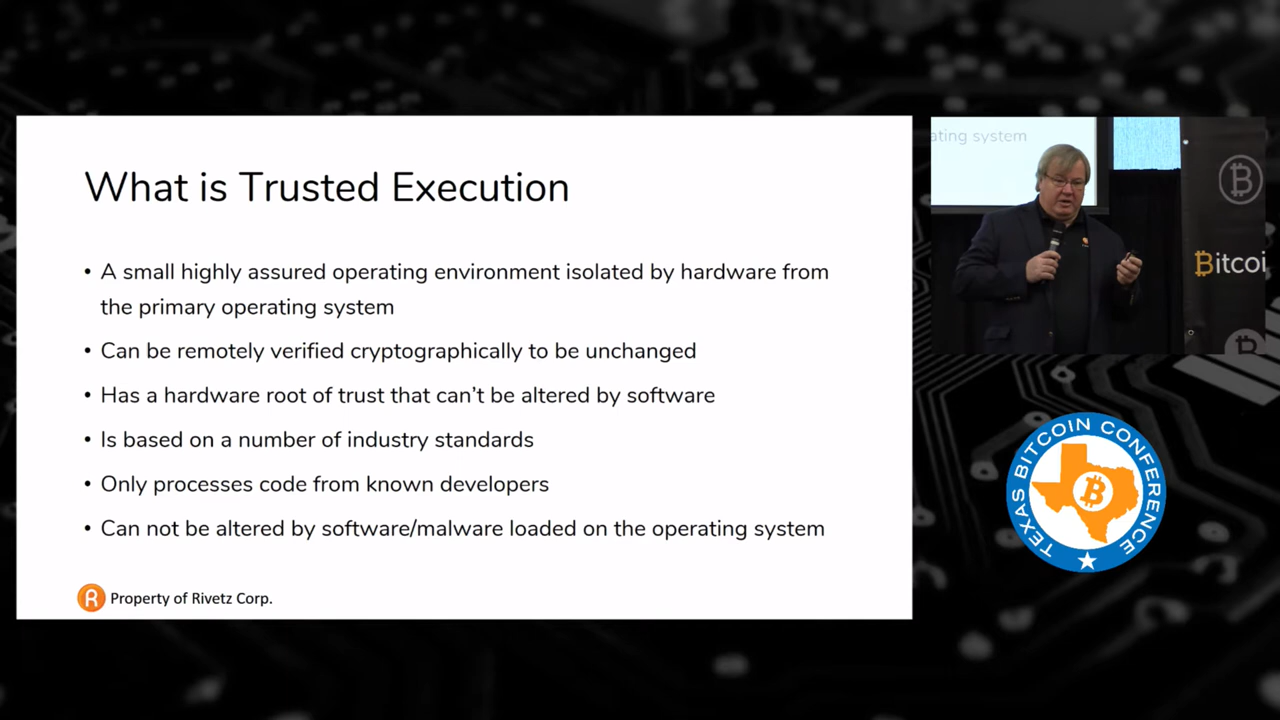 What is Trusted Execution
• A small highly assured operating environment isolated by hardware from
the primary operating system
• Can be remotely verified cryptographically to be unchanged
• Has a hardware root of trust that can't be altered by software
• Is based on a number of industry standards
• Only processes code from known developers
• Can not be altered by software/malware loaded on the operating system
R Property of Rivetz Corp.
ating system
Bitcoi
TEXAS BITCOIN CONFERENCE